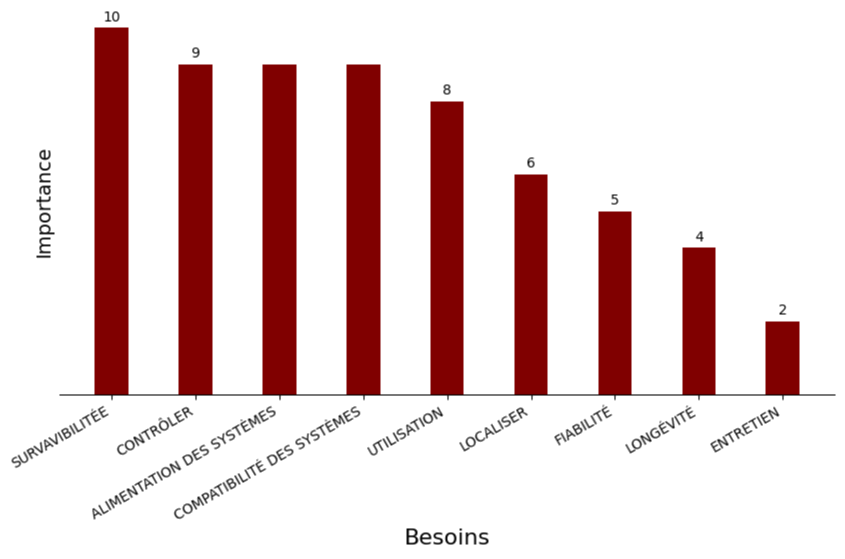 10
9
8
6
5
4
2
Importance
SURVAVIBILITÉE
CONTRÔLER
ALIMENTATION DES SYSTÈMES
COMPATIBILITÉ DES SYSTÈMES
UTILISATION
LOCALISER
FIABILITÉ
LONGÉVITÉ
ENTRETIEN
Besoins